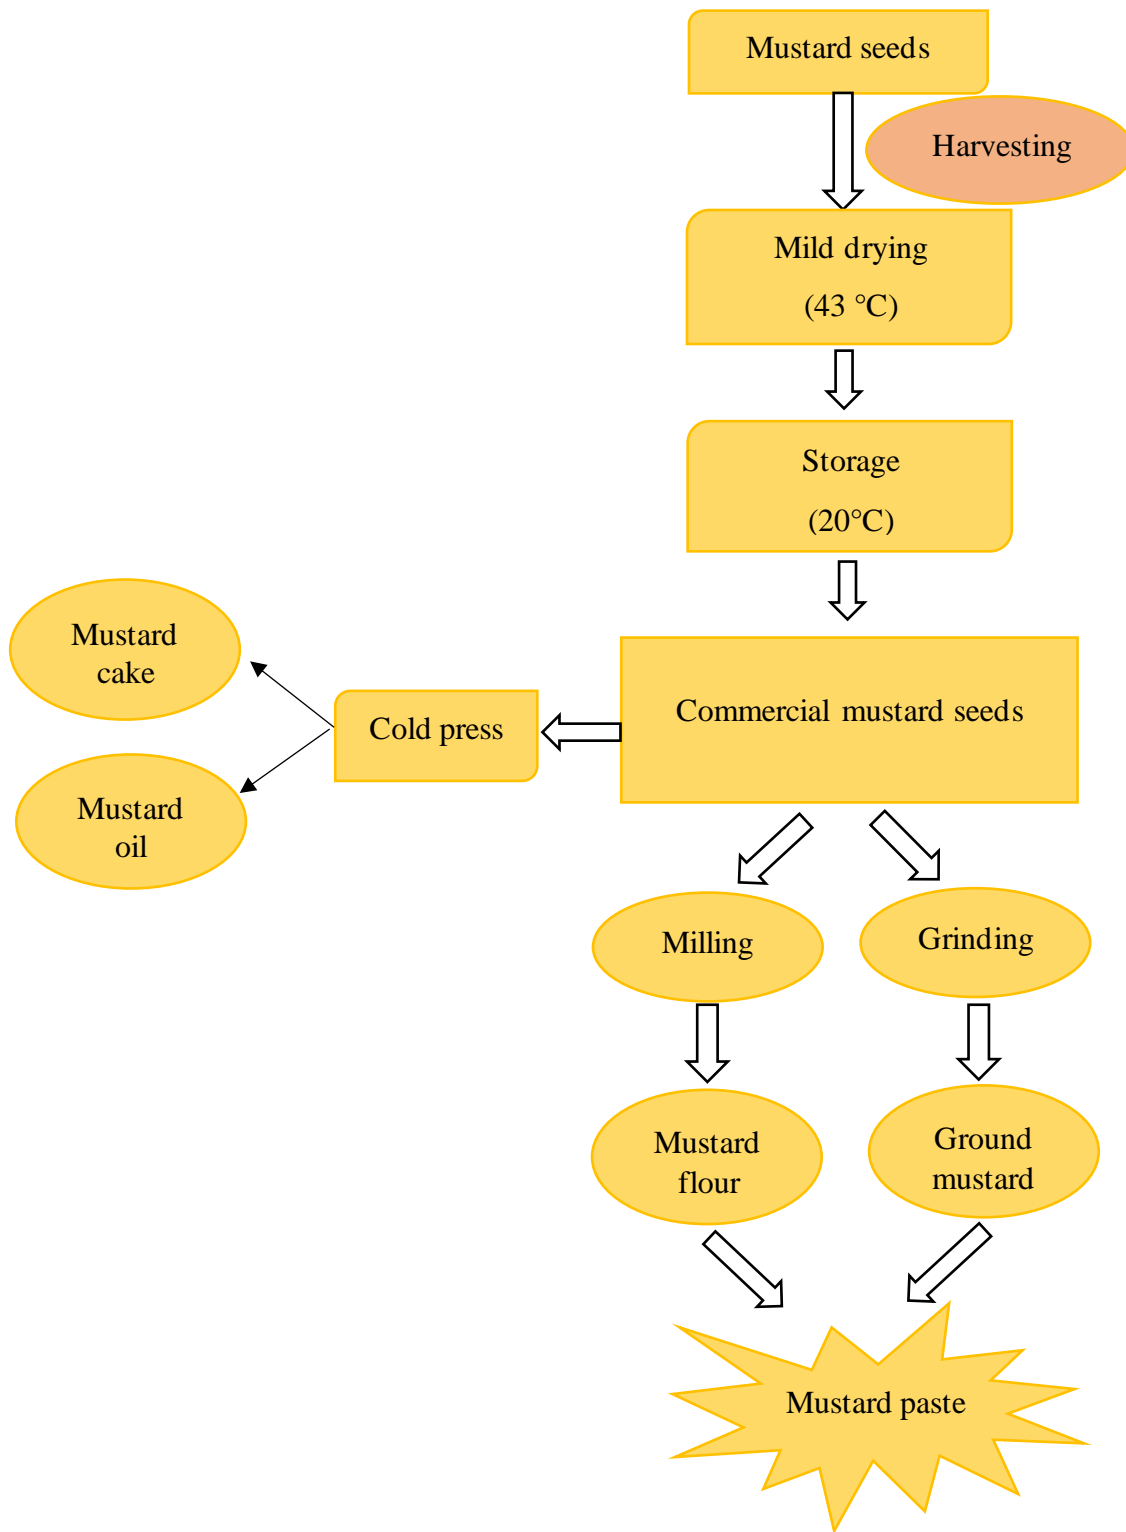 Mustard seeds
Harvesting
Mild drying
(43 °C)
Storage
(20°C)
Commercial mustard seeds
Cold press
Mustard
cake
Mustard
oil
Milling
Grinding
Mustard
flour
Ground
mustard
Mustard paste